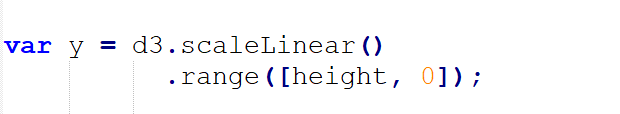 var y = d3.scaleLinear()
.range([height, 0]);